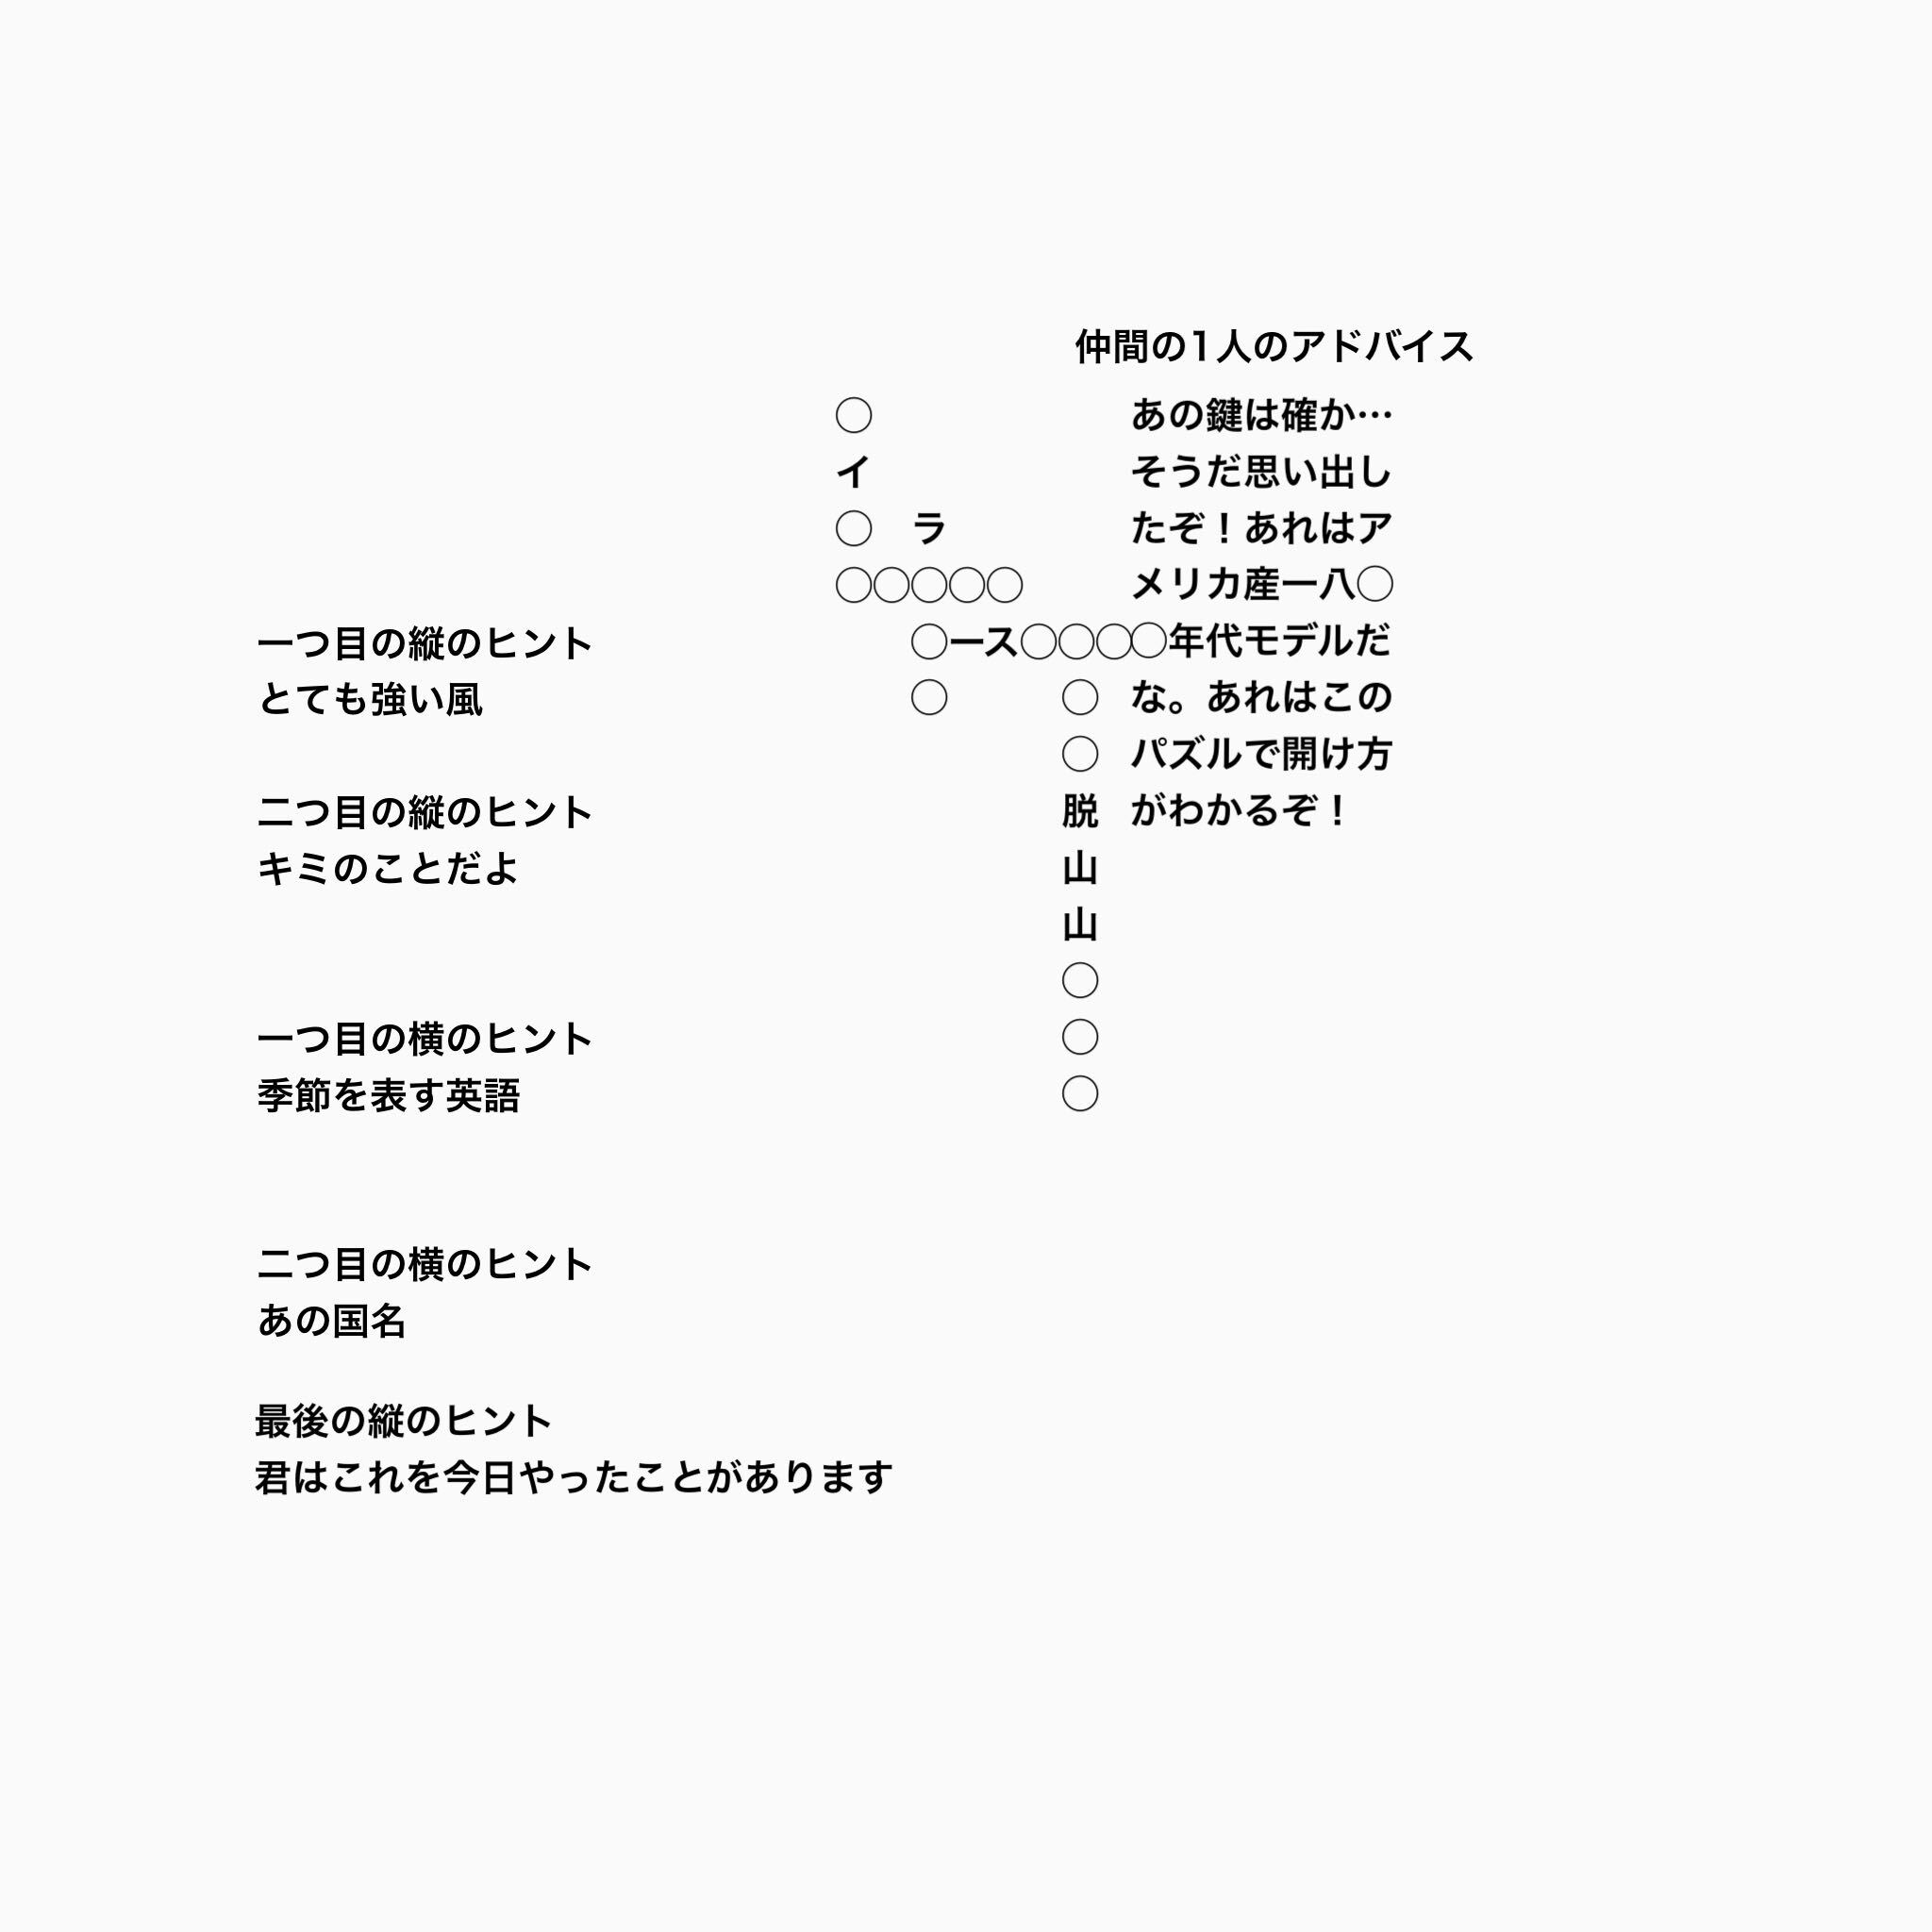 仲間の1人のアドバイス
◯
イ
◯ ラ
◯◯◯◯◯
◯ース◯◯◯
◯ ◯
◯
脱
山
山
◯
◯
◯
あの鍵は確か…
そうだ思い出し
たぞ！あれはア
メリカ産一八◯
◯年代モデルだ
な。あれはこの
パズルで開け方
がわかるぞ！
一つ目の縦のヒント
とても強い風
二つ目の縦のヒント
キミのことだよ
一つ目の横のヒント
季節を表す英語
二つ目の横のヒント
あの国名
最後の縦のヒント
君はこれを今日やったことがあります